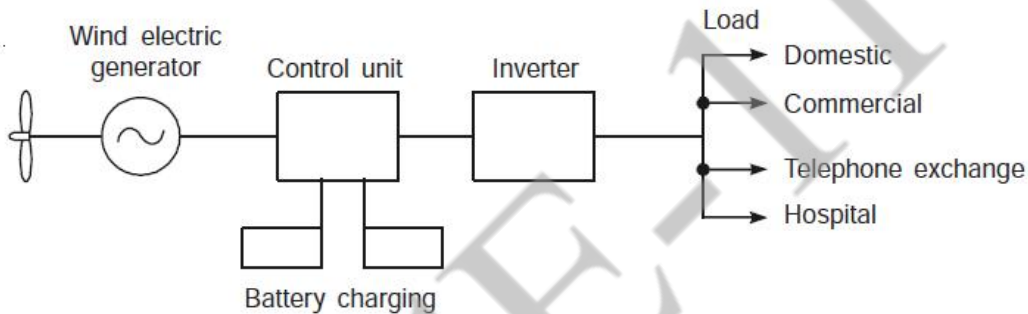 Load
Wind electric
generator
Control unit
Inverter
Domestic
Commercial
Telephone exchange
Hospital
Battery charging